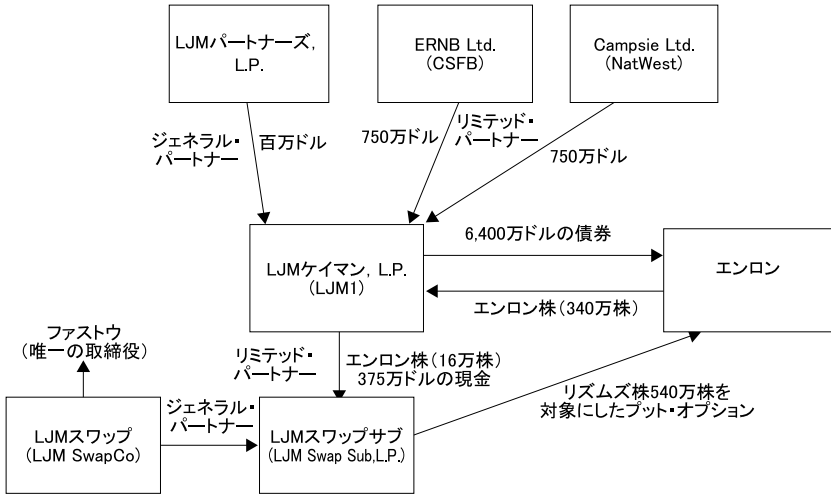 LJMパートナーズ,
L.P.
ERNB Ltd.
(CSFB)
Campsie Ltd.
(NatWest)
ジェネラル・
パートナー
百万ドル
750万ドル
リミテッド・
パートナー
750万ドル
6,400万ドルの債券
LJMケイマン, L.P.
(LJM1)
エンロン
エンロン株(340万株)
ファストウ
(唯一の取締役)
リミテッド・
パートナー
エンロン株(16万株)
375万ドルの現金
リズムズ株540万株を
対象にしたプット・オプション
ジェネラル・
パートナー
LJMスワップ
(LJM SwapCo)
LJMスワップサブ
(LJM Swap Sub,L.P.)